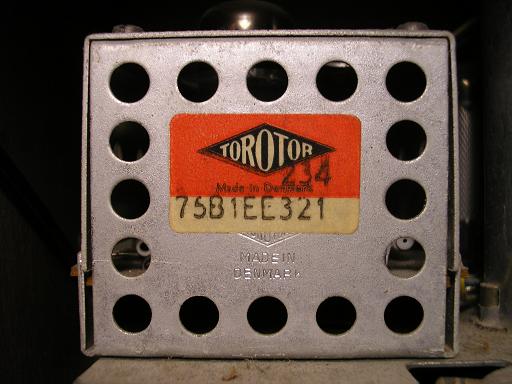 TOROTOR
234
Made in Denmark
75B1EE321
MADE IN
DENMARK